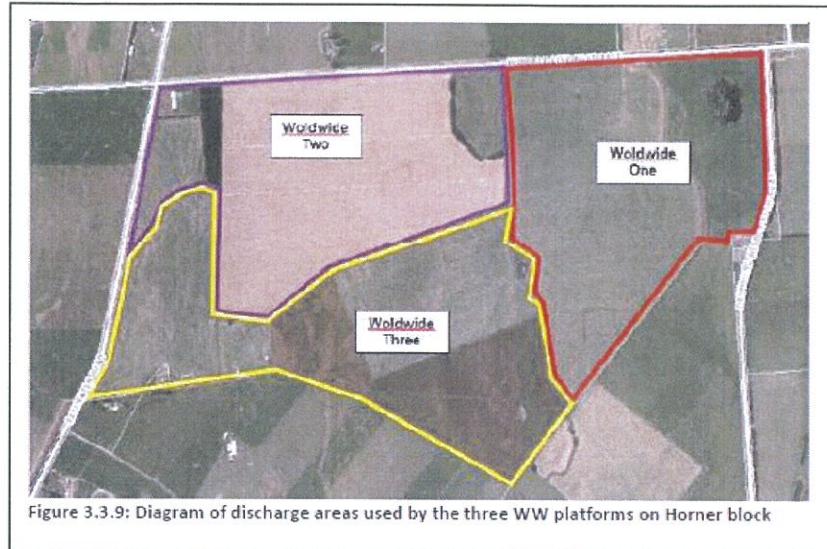 Woldwide
Two
Woldwide
One
Woldwide
Three
Figure 3.3.9: Diagram of discharge areas used by the three WW platforms on Horner block